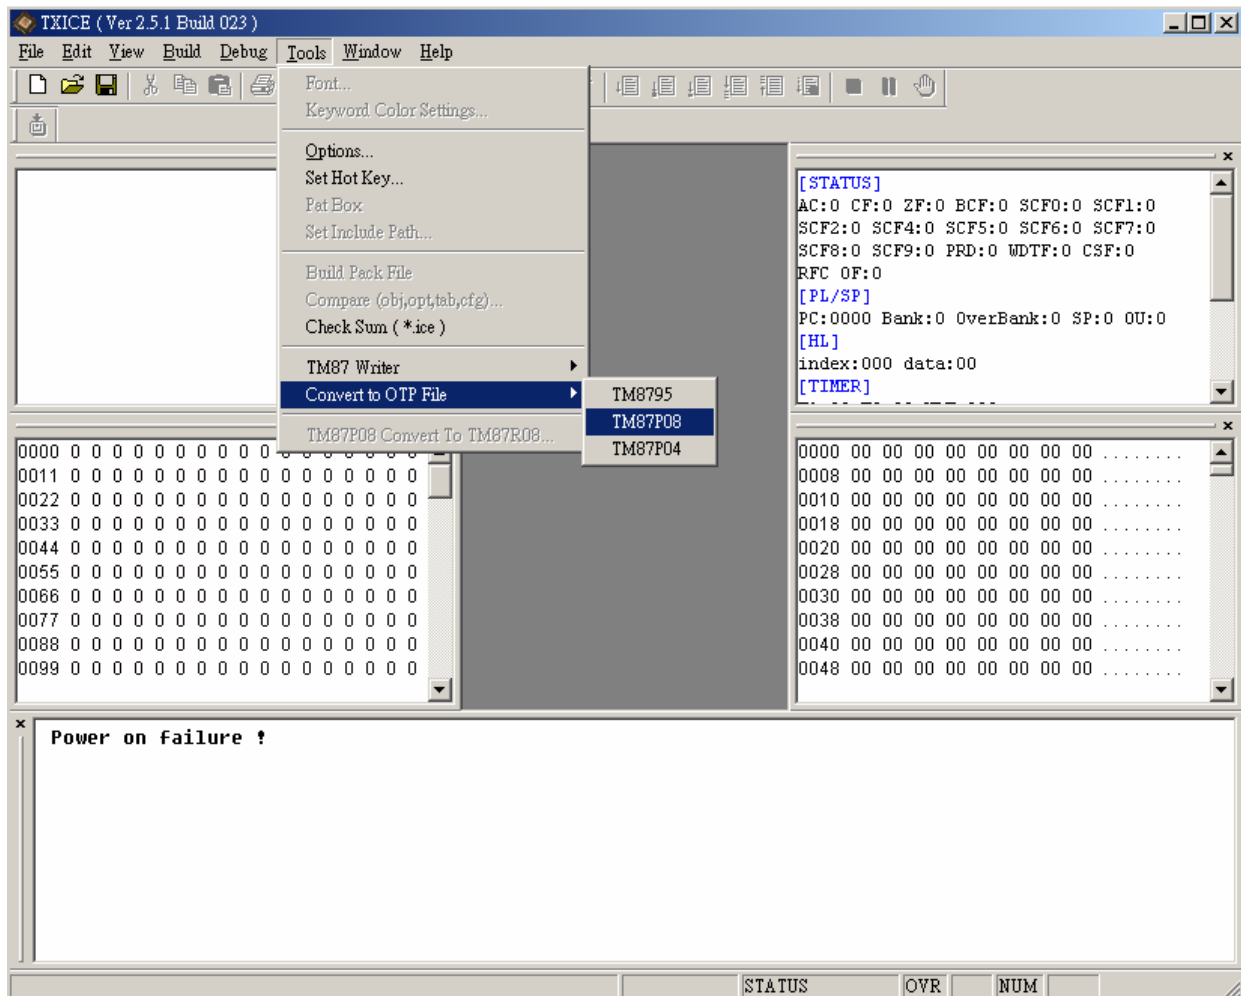 TXICE ( Ver 2.5.1 Build 023 )
File Edit View Build Debug Tools Window Help
Font...
Keyword Color Settings...
Options...
Set Hot Key...
Pat Box
Set Include Path...
Build Pack File
Compare (obj,opt,tab,cfg)...
Check Sum ( *.ice )
TM87 Writer
Convert to OTP File
TM87P08 Convert To TM87R08...
TM8795
TM87P08
TM87P04
[STATUS]
AC:0 CF:0 ZF:0 BCF:0 SCF0:0 SCF1:0
SCF2:0 SCF4:0 SCF5:0 SCF6:0 SCF7:0
SCF8:0 SCF9:0 PRD:0 WDTF:0 CSF:0
RFC OF:0
[PL/SP]
PC:0000 Bank:0 OverBank:0 SP:0 OU:0
[HL]
index:000 data:00
[TIMER]
0000 0 0 0 0 0 0 0 0 0 0 0 0 0 0 0 0 0
0011 0 0 0 0 0 0 0 0 0 0 0 0 0 0 0 0 0
0022 0 0 0 0 0 0 0 0 0 0 0 0 0 0 0 0 0
0033 0 0 0 0 0 0 0 0 0 0 0 0 0 0 0 0 0
0044 0 0 0 0 0 0 0 0 0 0 0 0 0 0 0 0 0
0055 0 0 0 0 0 0 0 0 0 0 0 0 0 0 0 0 0
0066 0 0 0 0 0 0 0 0 0 0 0 0 0 0 0 0 0
0077 0 0 0 0 0 0 0 0 0 0 0 0 0 0 0 0 0
0088 0 0 0 0 0 0 0 0 0 0 0 0 0 0 0 0 0
0099 0 0 0 0 0 0 0 0 0 0 0 0 0 0 0 0 0
0000 00 00 00 00 00 00 00 00 ........
0008 00 00 00 00 00 00 00 00 ........
0010 00 00 00 00 00 00 00 00 ........
0018 00 00 00 00 00 00 00 00 ........
0020 00 00 00 00 00 00 00 00 ........
0028 00 00 00 00 00 00 00 00 ........
0030 00 00 00 00 00 00 00 00 ........
0038 00 00 00 00 00 00 00 00 ........
0040 00 00 00 00 00 00 00 00 ........
0048 00 00 00 00 00 00 00 00 ........
Power on failure !
STATUS OVR NUM